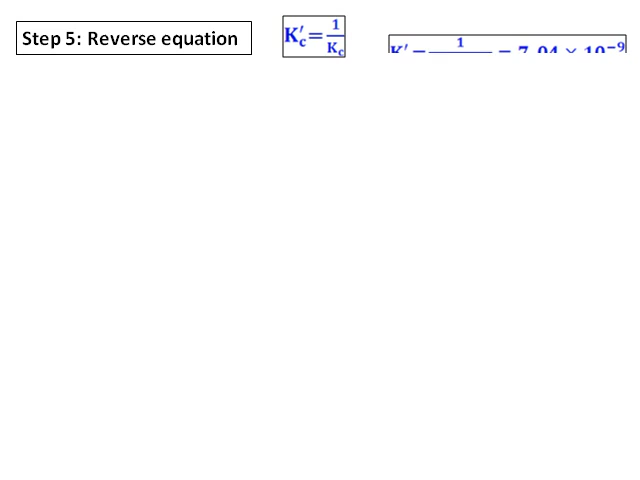 Step 5: Reverse equation
K′c = 1/Kc
K′ = 1 = 7.04 × 10⁻⁹